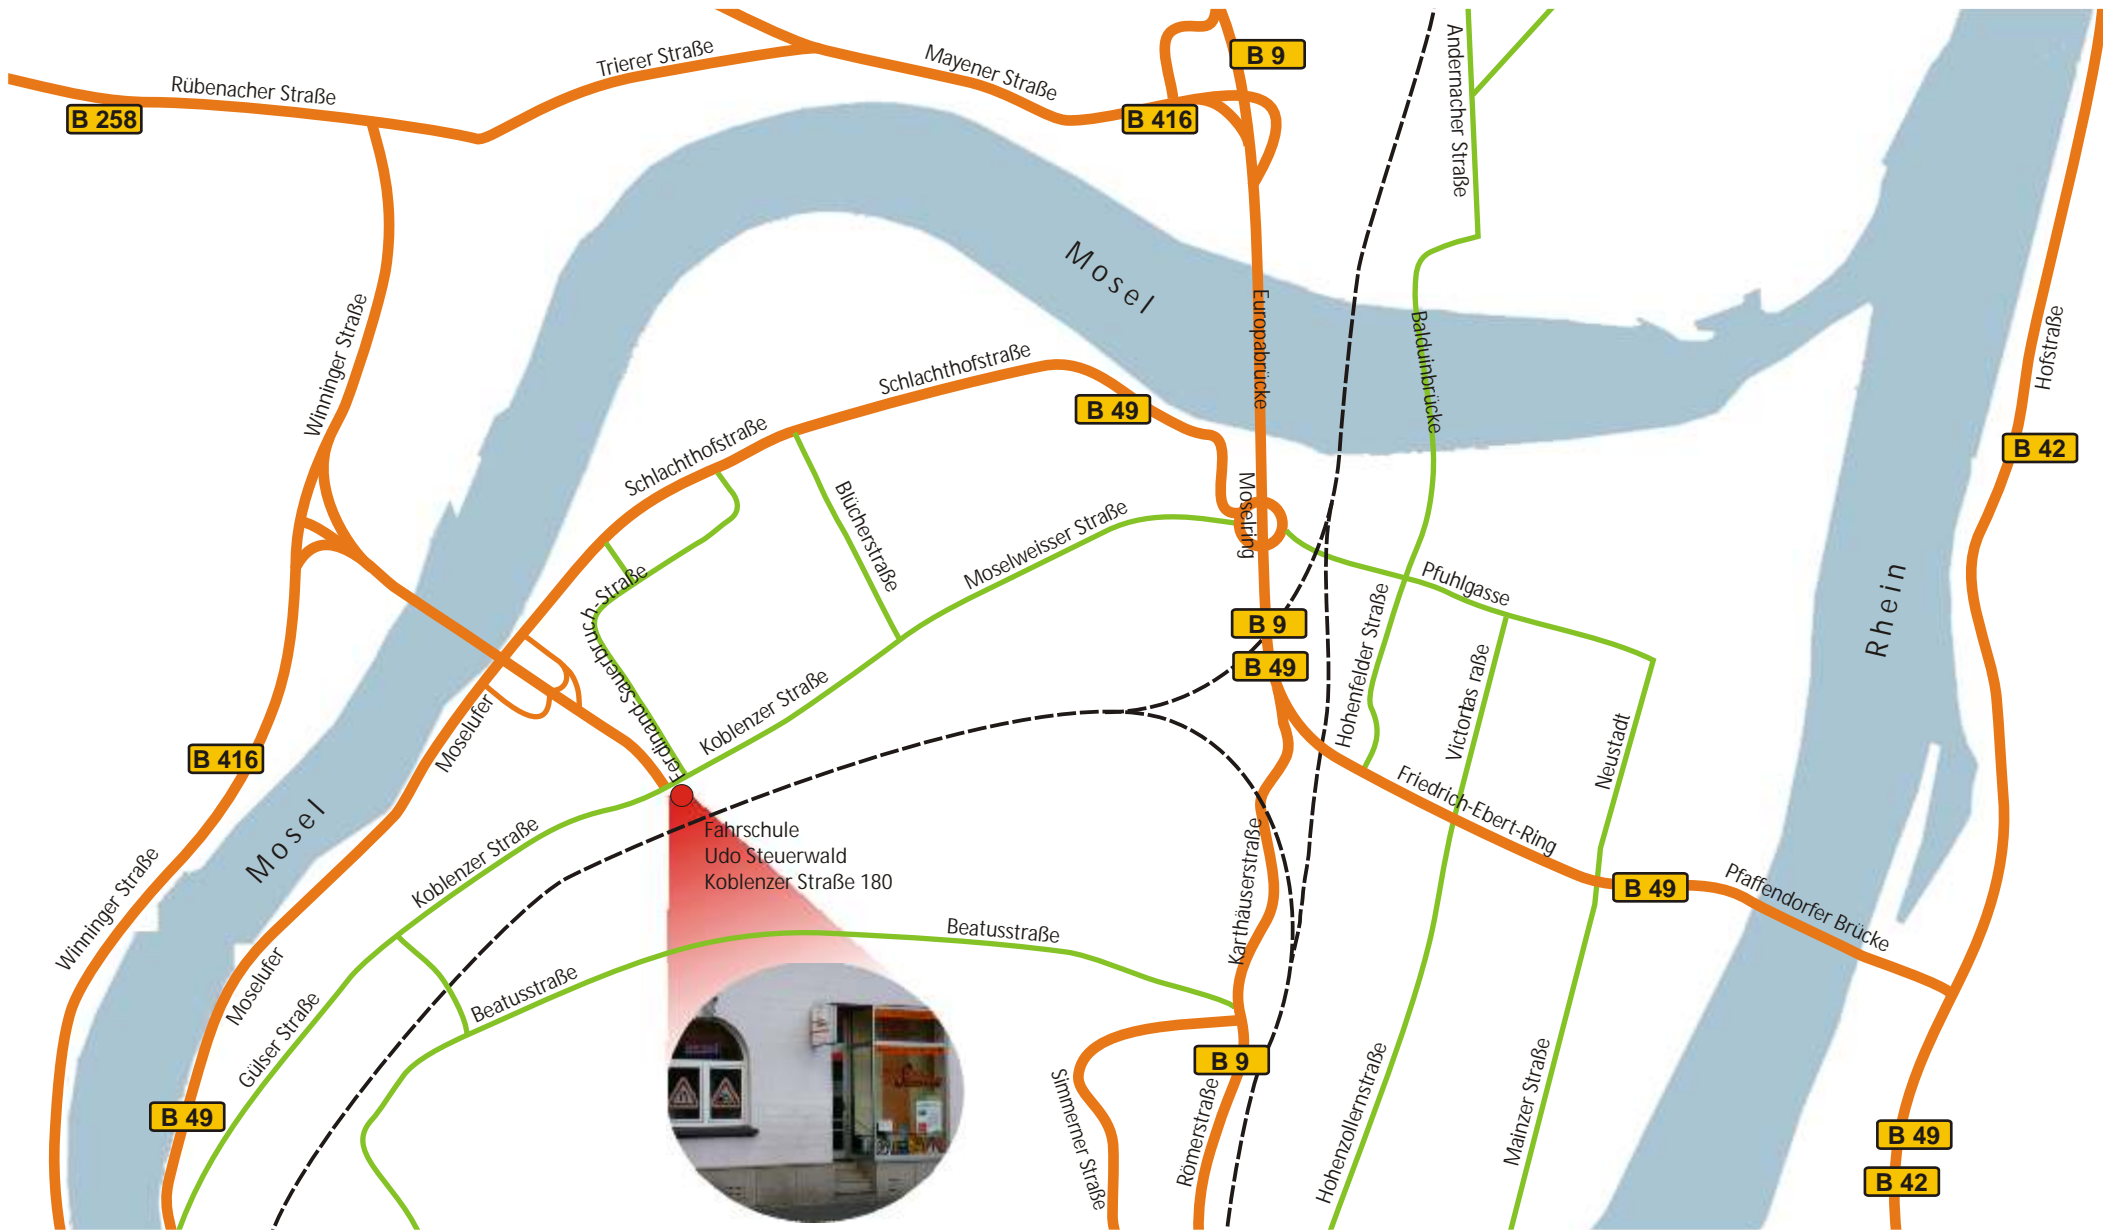 B 9
Andernacher Straße
Trierer Straße
Mayener Straße
Rübenacher Straße
B 258
B 416
Mosel
Europabrücke
Balduinbrücke
Winninger Straße
Hofstraße
Schlachthofstraße
B 49
Schlachthofstraße
B 42
Blücherstraße
Moselring
Moselweisser Straße
Pfuhlgasse
Rhein
Ferdinand-Sauerbruch-Straße
Hohenfelder Straße
B 9
B 49
Koblenzer Straße
Victorias raße
Neustadt
Moselufer
B 416
Friedrich-Ebert-Ring
Mosel
Fahrschule
Udo Steuerwald
Koblenzer Straße 180
Koblenzer Straße
Karthäuserstraße
B 49
Pfaffendorfer Brücke
Winninger Straße
Beatusstraße
Moselufer
Beatusstraße
Gülser Straße
B 9
Simmerner Straße
Römerstraße
Hohenzollernstraße
Mainzer Straße
B 49
B 49
B 42